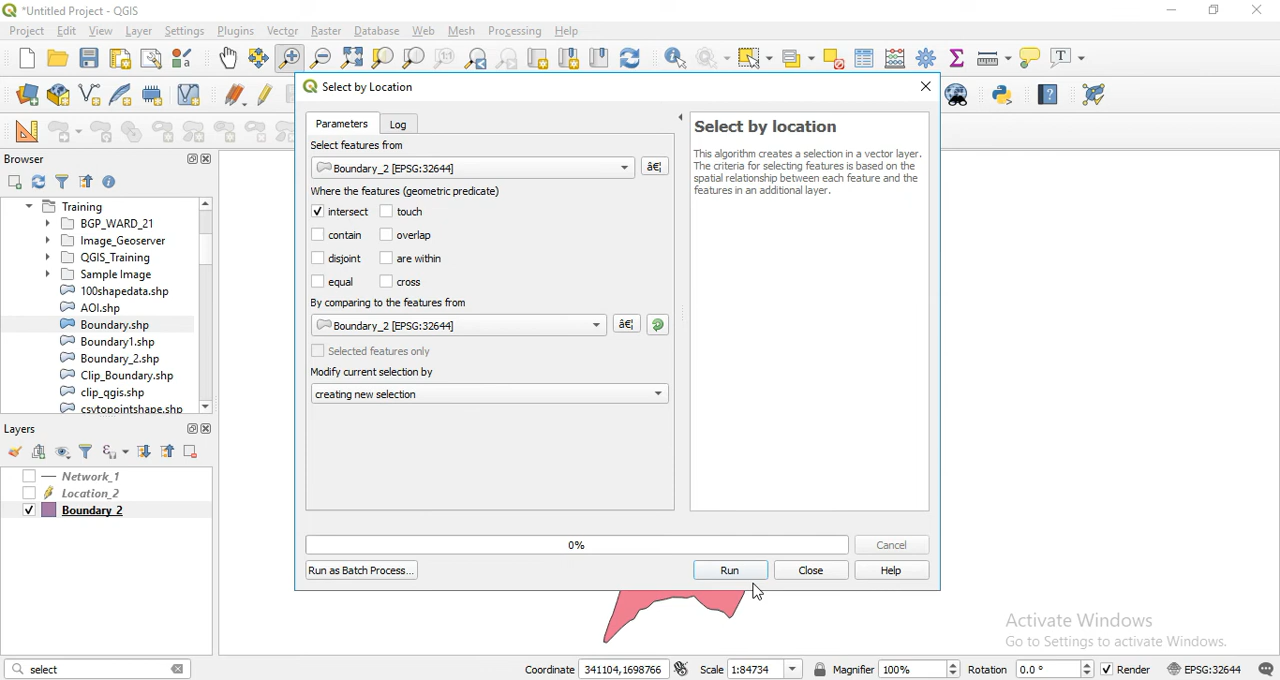 *Untitled Project - QGIS
Project Edit View Layer Settings Plugins Vector Raster Database Web Mesh Processing Help
Select by Location
Parameters Log
Select features from
Boundary_2 [EPSG:32644] â€¦
Where the features (geometric predicate)
intersect touch
contain overlap
disjoint are within
equal cross
By comparing to the features from
Boundary_2 [EPSG:32644] â€¦
Selected features only
Modify current selection by
creating new selection
Select by location
This algorithm creates a selection in a vector layer.
The criteria for selecting features is based on the
spatial relationship between each feature and the
features in an additional layer.
0% Cancel
Run as Batch Process... Run Close Help
Browser
Training
BGP_WARD_21
Image_Geoserver
QGIS_Training
Sample Image
100shapedata.shp
AOI.shp
Boundary.shp
Boundary1.shp
Boundary_2.shp
Clip_Boundary.shp
clip_qgis.shp
csvtopointshape.shp
Layers
Network_1
Location_2
Boundary_2
Activate Windows
Go to Settings to activate Windows.
select Coordinate 341104,1698766 Scale 1:84734 Magnifier 100% Rotation 0.0 ° Render EPSG:32644